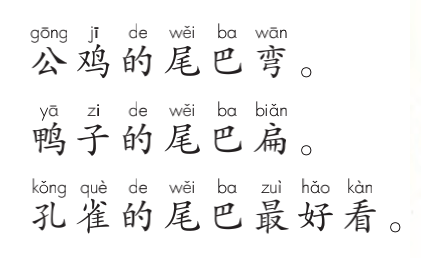 gōng jī de wěi ba wān
公鸡的尾巴弯。
yā zi de wěi ba biǎn
鸭子的尾巴扁。
kǒng què de wěi ba zuì hǎo kàn
孔雀的尾巴最好看。